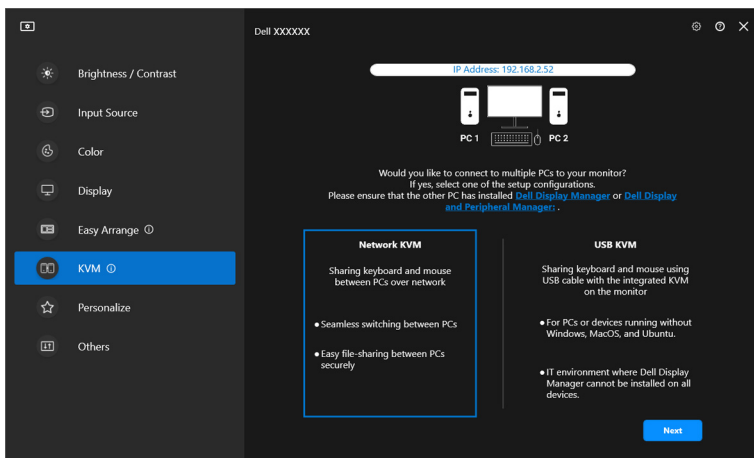 Dell XXXXXX
Brightness / Contrast
Input Source
Color
Display
Easy Arrange
KVM
Personalize
Others
IP Address: 192.168.2.52
PC 1
PC 2
Would you like to connect to multiple PCs to your monitor?
If yes, select one of the setup configurations.
Please ensure that the other PC has installed Dell Display Manager or Dell Display
and Peripheral Manager: .
Network KVM
Sharing keyboard and mouse
between PCs over network
• Seamless switching between PCs
• Easy file-sharing between PCs
securely
USB KVM
Sharing keyboard and mouse using
USB cable with the integrated KVM
on the monitor
• For PCs or devices running without
Windows, MacOS, and Ubuntu.
• IT environment where Dell Display
Manager cannot be installed on all
devices.
Next